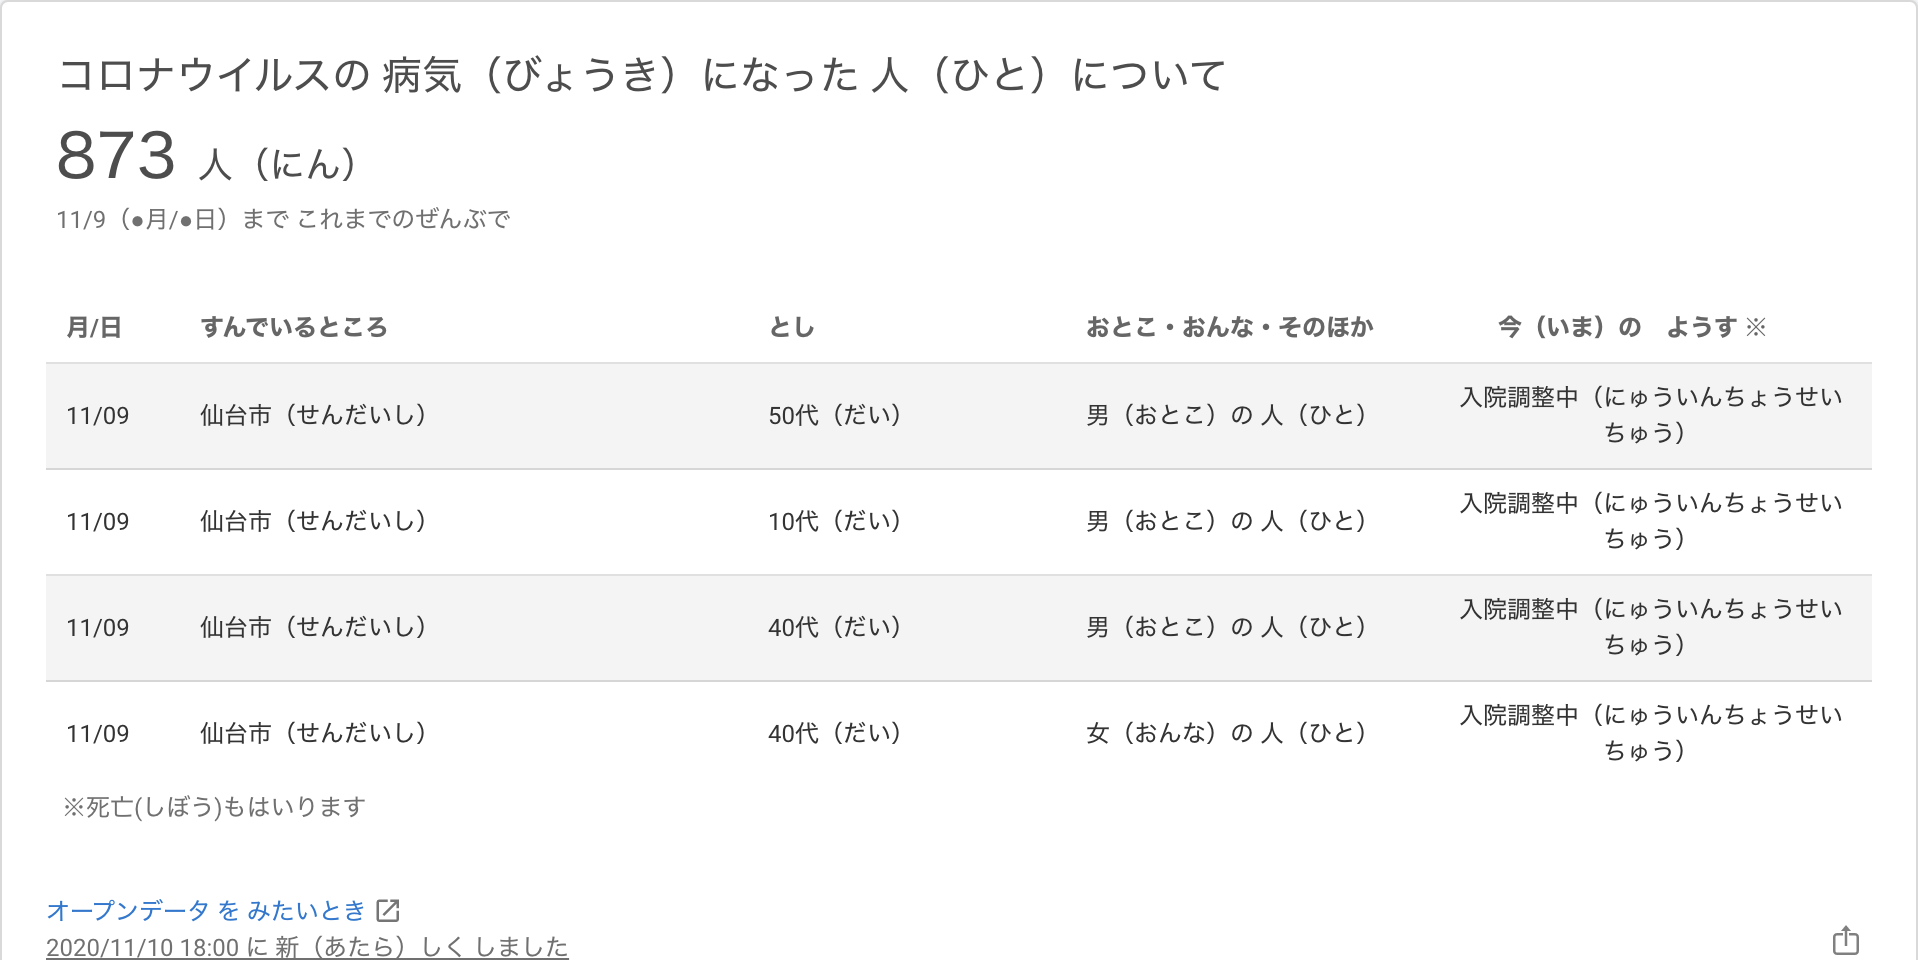 コロナウイルスの 病気（びょうき）になった 人（ひと）について
873 人（にん）
11/9（●月/●日）まで これまでのぜんぶで
月/日 すんでいるところ とし おとこ・おんな・そのほか 今（いま）の　ようす ※
11/09 仙台市（せんだいし） 50代（だい） 男（おとこ）の 人（ひと） 入院調整中（にゅういんちょうせい
ちゅう）
11/09 仙台市（せんだいし） 10代（だい） 男（おとこ）の 人（ひと） 入院調整中（にゅういんちょうせい
ちゅう）
11/09 仙台市（せんだいし） 40代（だい） 男（おとこ）の 人（ひと） 入院調整中（にゅういんちょうせい
ちゅう）
11/09 仙台市（せんだいし） 40代（だい） 女（おんな）の 人（ひと） 入院調整中（にゅういんちょうせい
ちゅう）
※死亡(しぼう)もはいります
オープンデータ を みたいとき
2020/11/10 18:00 に 新（あたら）しく しました